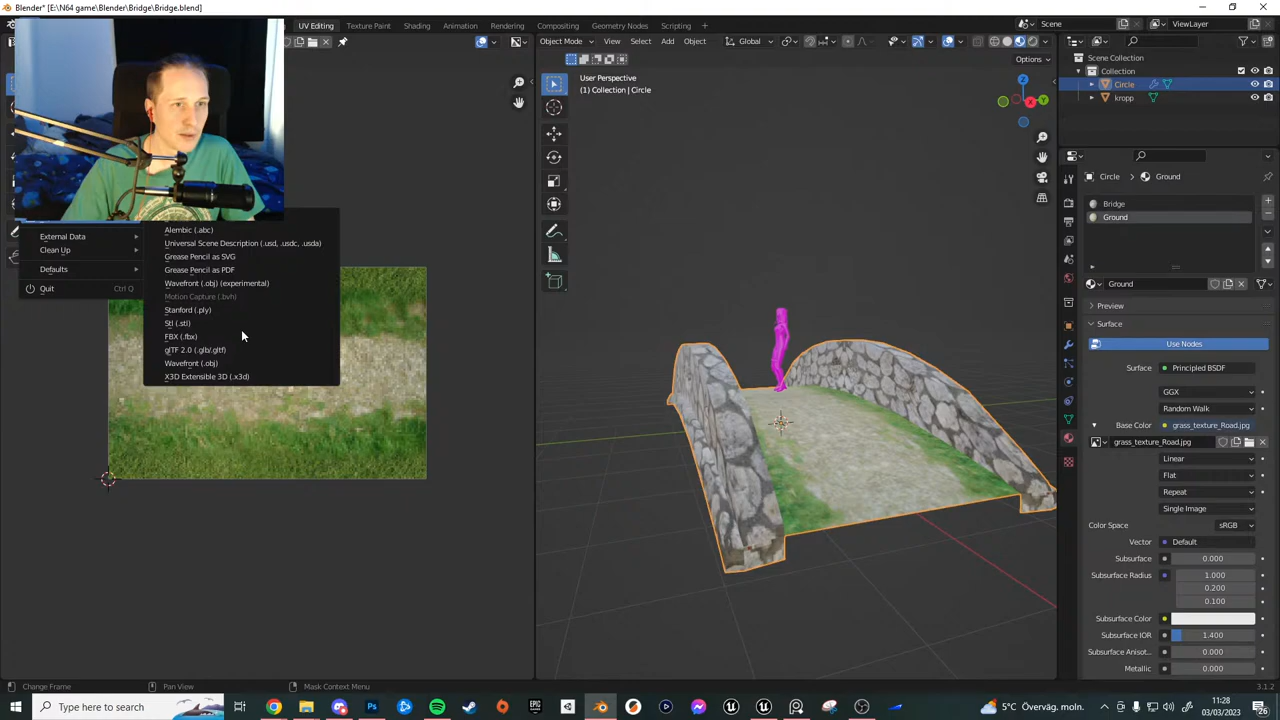 Blender* [E:\N64 game\Blender\Bridge\Bridge.blend]
UV Editing
Texture Paint
Shading
Animation
Rendering
Compositing
Geometry Nodes
Scripting
+
Scene
ViewLayer
Object Mode
View
Select
Add
Object
Global
Options
User Perspective
(1) Collection | Circle
Z
Y
X
Scene Collection
Collection
Circle
kropp
External Data
Clean Up
Defaults
Quit
Ctrl Q
Alembic (.abc)
Universal Scene Description (.usd, .usdc, .usda)
Grease Pencil as SVG
Grease Pencil as PDF
Wavefront (.obj) (experimental)
Motion Capture (.bvh)
Stanford (.ply)
Stl (.stl)
FBX (.fbx)
glTF 2.0 (.glb/.gltf)
Wavefront (.obj)
X3D Extensible 3D (.x3d)
Circle
Ground
Bridge
Ground
Ground
Preview
Surface
Use Nodes
Surface
Principled BSDF
GGX
Random Walk
Base Color
grass_texture_Road.jpg
grass_texture_Road.jpg
Linear
Flat
Repeat
Single Image
Color Space
sRGB
Vector
Default
Subsurface
0.000
Subsurface Radius
1.000
0.200
0.100
Subsurface Color
Subsurface IOR
1.400
Subsurface Anisot...
0.000
Metallic
0.000
Change Frame
Pan View
Mask Context Menu
3.1.2
Type here to search
5°C Överväg. moln.
11:28
03/03/2023